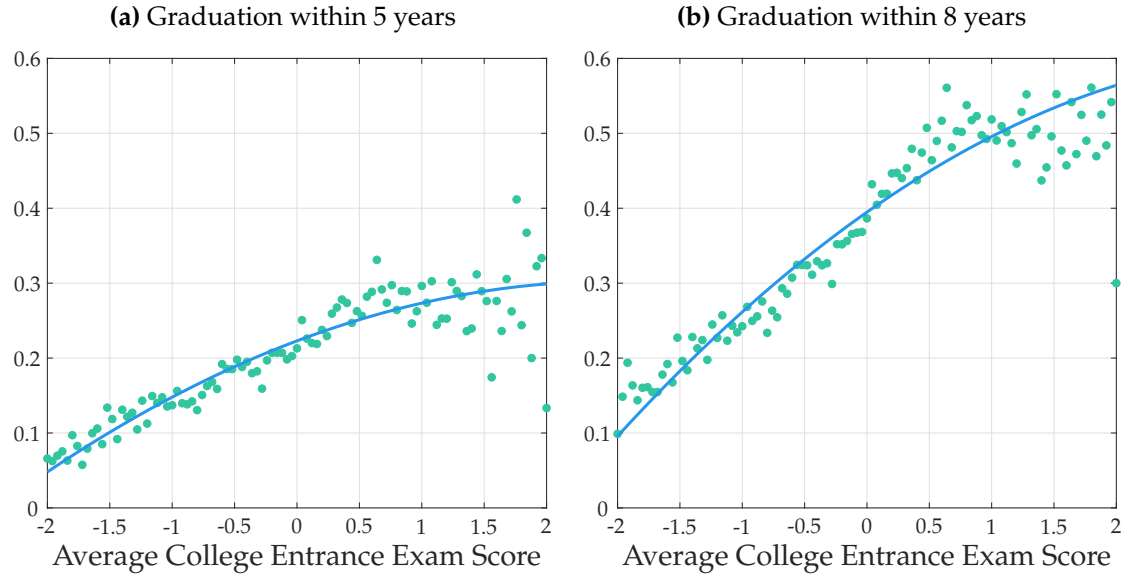 (a) Graduation within 5 years
0.6
0.5
0.4
0.3
0.2
0.1
0
-2 -1.5 -1 -0.5 0 0.5 1 1.5 2
Average College Entrance Exam Score
(b) Graduation within 8 years
0.6
0.5
0.4
0.3
0.2
0.1
0
-2 -1.5 -1 -0.5 0 0.5 1 1.5 2
Average College Entrance Exam Score